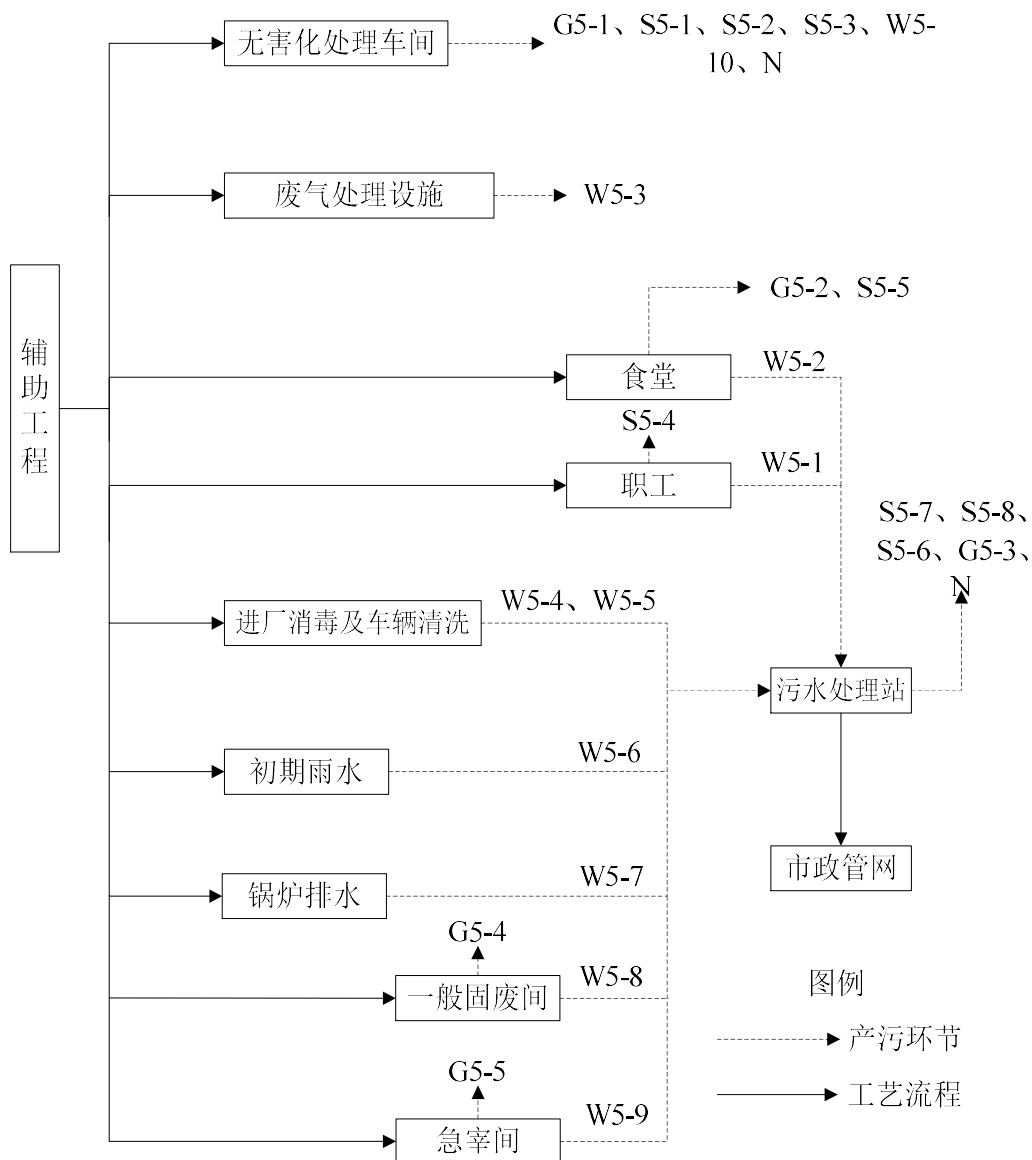 无害化处理车间
G5-1、S5-1、S5-2、S5-3、W5-
10、N
废气处理设施
W5-3
G5-2、S5-5
辅助工程
食堂
W5-2
S5-4
职工
W5-1
S5-7、S5-8、
S5-6、G5-3、
N
进厂消毒及车辆清洗
W5-4、W5-5
污水处理站
初期雨水
W5-6
市政管网
锅炉排水
W5-7
G5-4
一般固废间
W5-8
图例
产污环节
G5-5
工艺流程
急宰间
W5-9